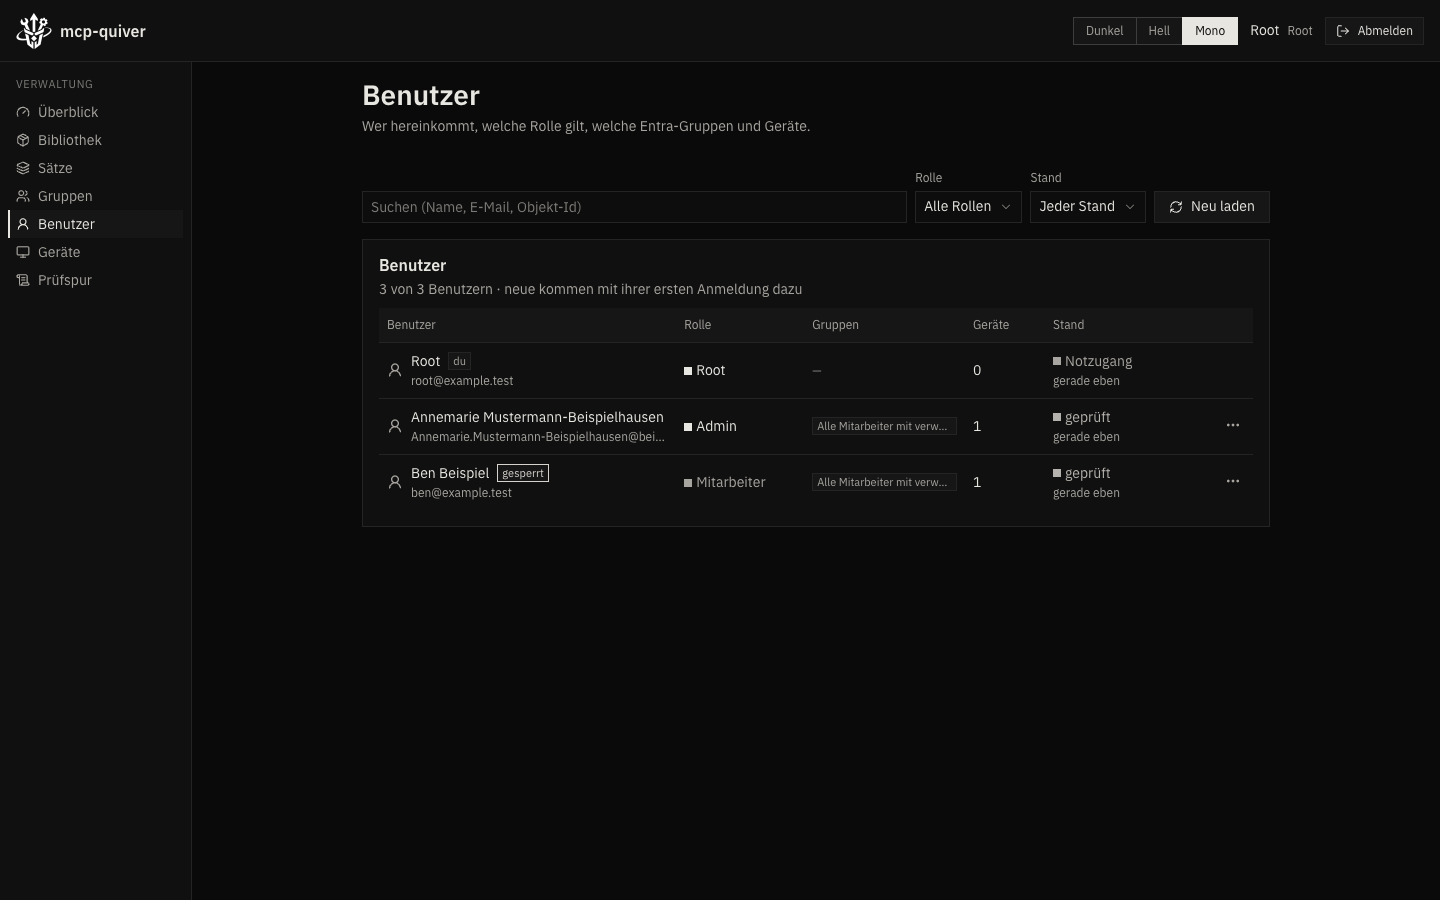 mcp-quiver
Dunkel Hell Mono Root Root Abmelden
VERWALTUNG
Überblick
Bibliothek
Sätze
Gruppen
Benutzer
Geräte
Prüfspur
Benutzer
Wer hereinkommt, welche Rolle gilt, welche Entra-Gruppen und Geräte.
Rolle Stand
Suchen (Name, E-Mail, Objekt-Id) Alle Rollen Jeder Stand Neu laden
Benutzer
3 von 3 Benutzern · neue kommen mit ihrer ersten Anmeldung dazu
Benutzer Rolle Gruppen Geräte Stand
Root du Root – 0 Notzugang
root@example.test gerade eben
Annemarie Mustermann-Beispielhausen Admin Alle Mitarbeiter mit verw... 1 geprüft
Annemarie.Mustermann-Beispielhausen@bei... gerade eben
Ben Beispiel gesperrt Mitarbeiter Alle Mitarbeiter mit verw... 1 geprüft
ben@example.test gerade eben